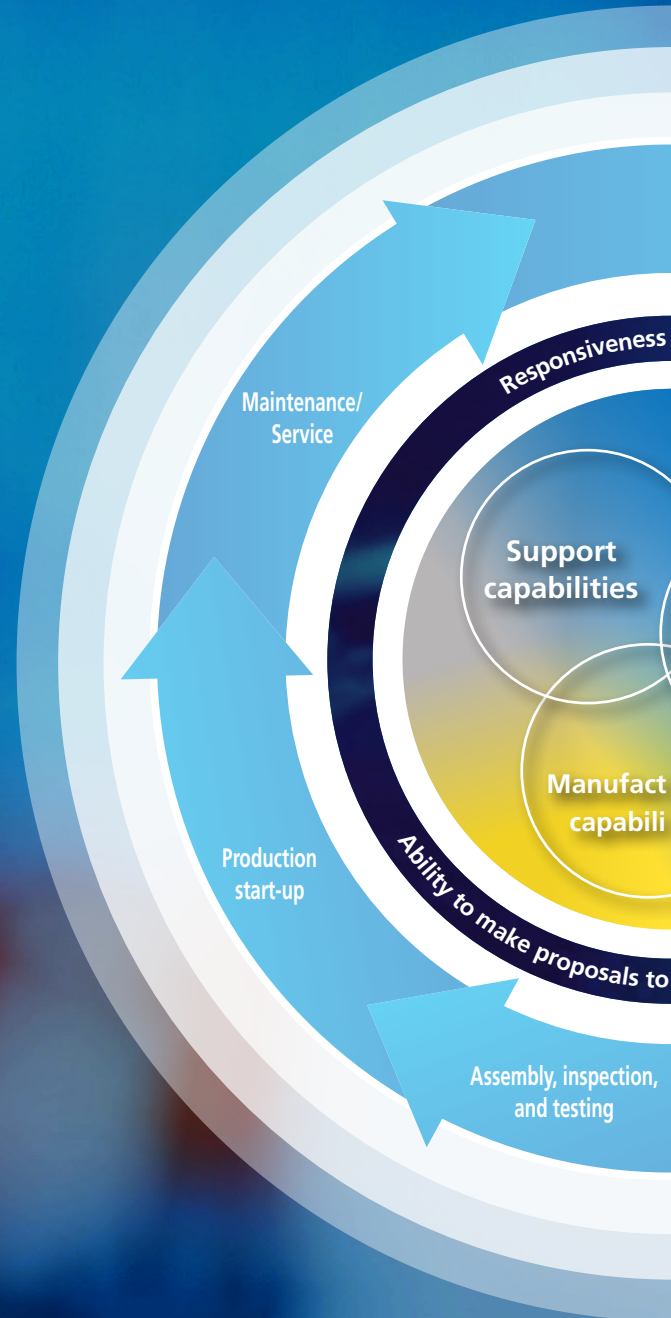 Responsiveness
Maintenance/
Service
Support
capabilities
Manufact
capabili
Production
start-up
Ability to make proposals to
Assembly, inspection,
and testing